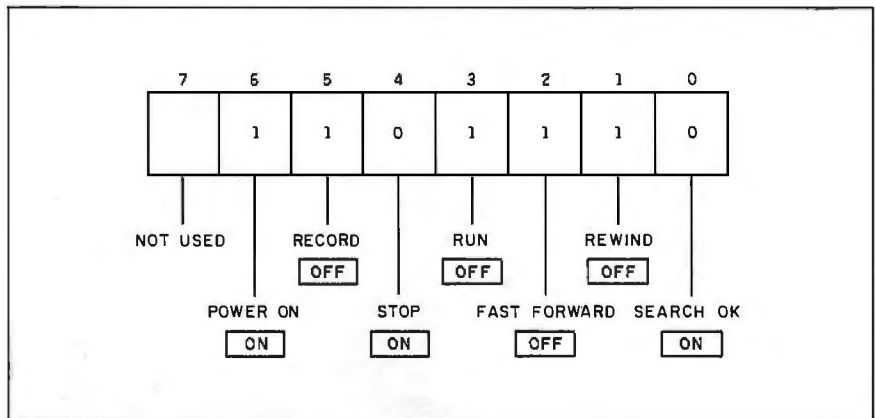 7 6 5 4 3 2 1 0
1 1 0 1 1 1 0
NOT USED RECORD RUN REWIND
OFF OFF OFF
POWER ON STOP FAST FORWARD SEARCH OK
ON ON OFF ON